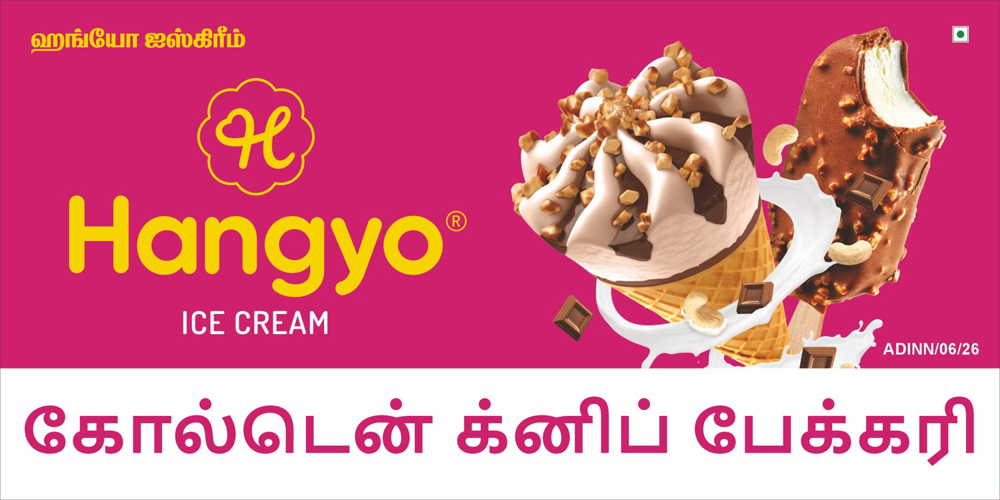 ஹங்யோ ஐஸ்கிரீம்
H
Hangyo®
ICE CREAM
ADINN/06/26
கோல்டென் க்னிப் பேக்கரி